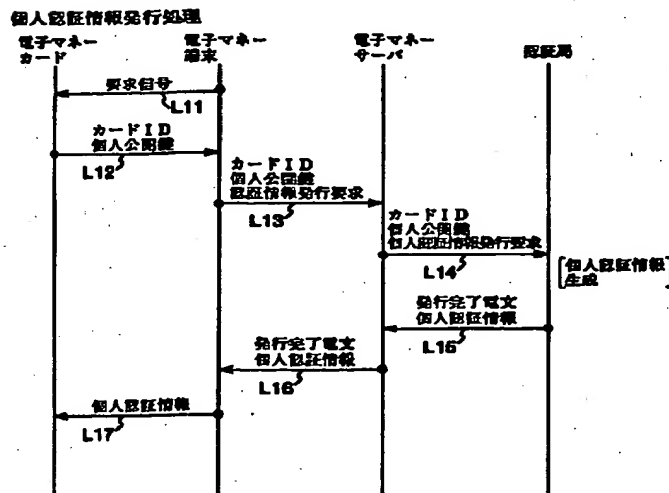 個人認証情報発行処理
電子マネー
カード
電子マネー
端末
電子マネー
サーバ
認証局
要求信号
L11
カードID
個人公開鍵
L12
カードID
個人公開鍵
認証情報発行要求
L13
カードID
個人公開鍵
個人認証情報発行要求
L14
個人認証情報
生成
発行完了電文
個人認証情報
L15
発行完了電文
個人認証情報
L16
個人認証情報
L17